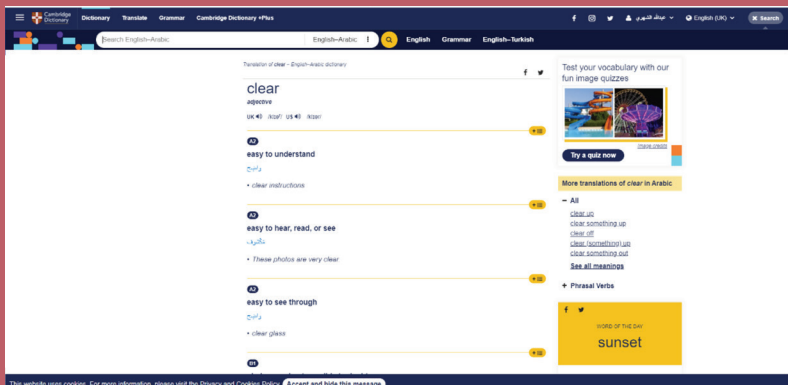 Cambridge Dictionary
Dictionary Translate Grammar Cambridge Dictionary +Plus
عبدالله الشهري
English (UK)
Search
Search English–Arabic
English–Arabic
English Grammar English–Turkish
Translation of clear – English–Arabic dictionary
clear
adjective
UK US
A2
easy to understand
واضِح
• clear instructions
A2
easy to hear, read, or see
• These photos are very clear
A2
easy to see through
واضِح
• clear glass
B1
Test your vocabulary with our
fun image quizzes
Image credits
Try a quiz now
More translations of clear in Arabic
− All
clear up
clear something up
clear off
clear (something) up
clear something out
See all meanings
+ Phrasal Verbs
WORD OF THE DAY
sunset
This website uses cookies. For more information, please visit the Privacy and Cookies Policy Accept and hide this message